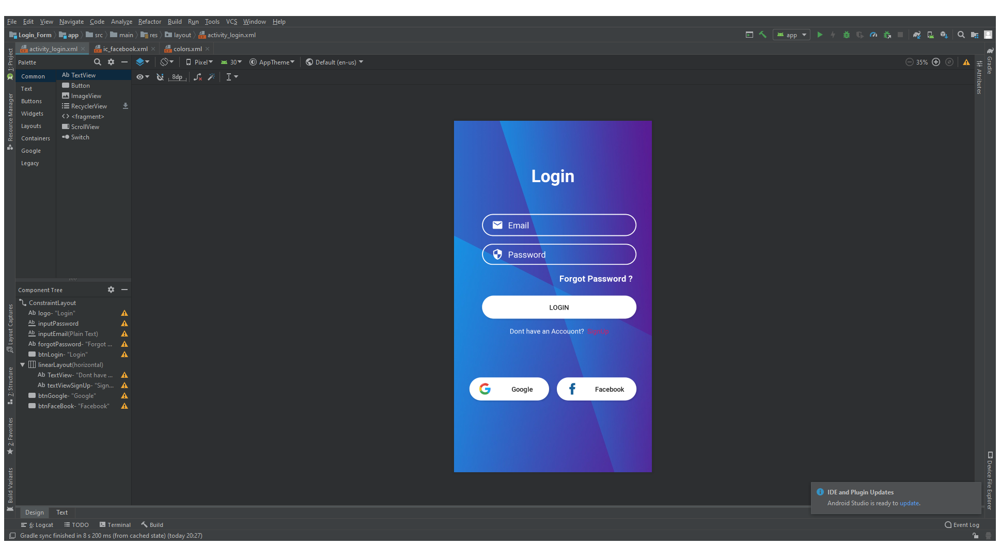 File Edit View Navigate Code Analyze Refactor Build Run Tools VCS Window Help
Login_Form app src main res layout activity_login.xml
app
activity_login.xml ic_facebook.xml colors.xml
Palette
Pixel 30 AppTheme Default (en-us) 35%
8dp
Common
Text
Buttons
Widgets
Layouts
Containers
Google
Legacy
Ab TextView
Button
ImageView
RecyclerView
<fragment>
ScrollView
Switch
1: Project
Resource Manager
Layout Captures
7: Structure
2: Favorites
Build Variants
Component Tree
ConstraintLayout
Ab logo- "Login"
Ab inputPassword
Ab inputEmail(Plain Text)
Ab forgotPassword- "Forgot ...
btnLogin- "Login"
linearLayout(horizontal)
Ab TextView- "Dont have ...
Ab textViewSignUp- "Sign...
btnGoogle- "Google"
btnFaceBook- "Facebook"
Login
Email
Password
Forgot Password ?
LOGIN
Dont have an Accouont? SignUp
Google Facebook
Gradle
Attributes
Device File Explorer
IDE and Plugin Updates
Android Studio is ready to update.
Design Text
6: Logcat TODO Terminal Build
Event Log
Gradle sync finished in 8 s 200 ms (from cached state) (today 20:27)